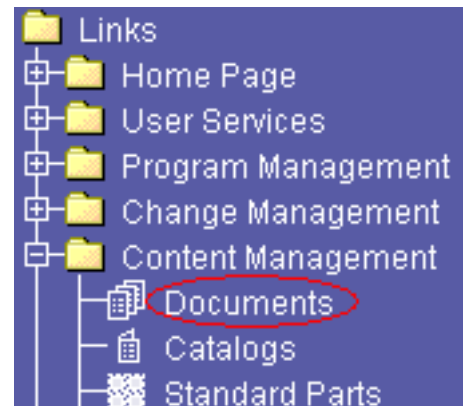 Links
Home Page
User Services
Program Management
Change Management
Content Management
Documents
Catalogs
Standard Parts